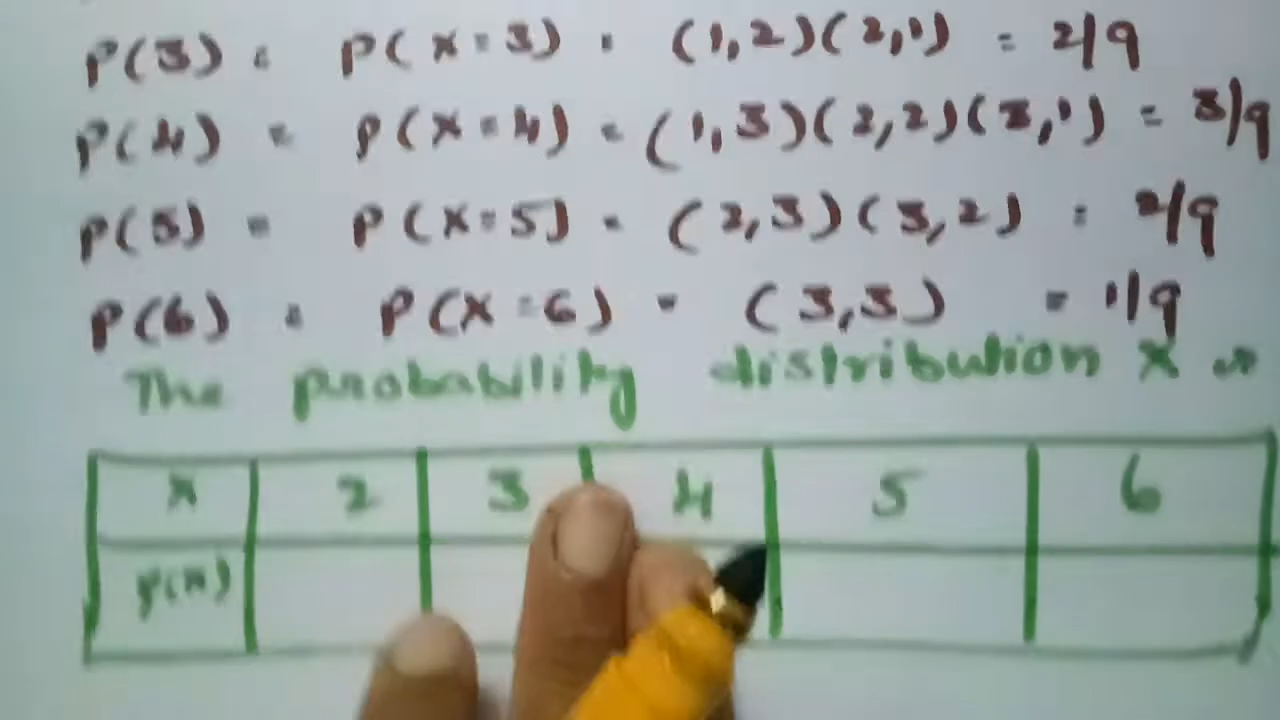 P(3) = P(X=3) = (1,2)(2,1) = 2/9
P(4) = P(X=4) = (1,3)(2,2)(3,1) = 3/9
P(5) = P(X=5) = (2,3)(3,2) = 2/9
P(6) = P(X=6) = (3,3) = 1/9
The probability distribution X is
x 2 3 4 5 6
P(x)